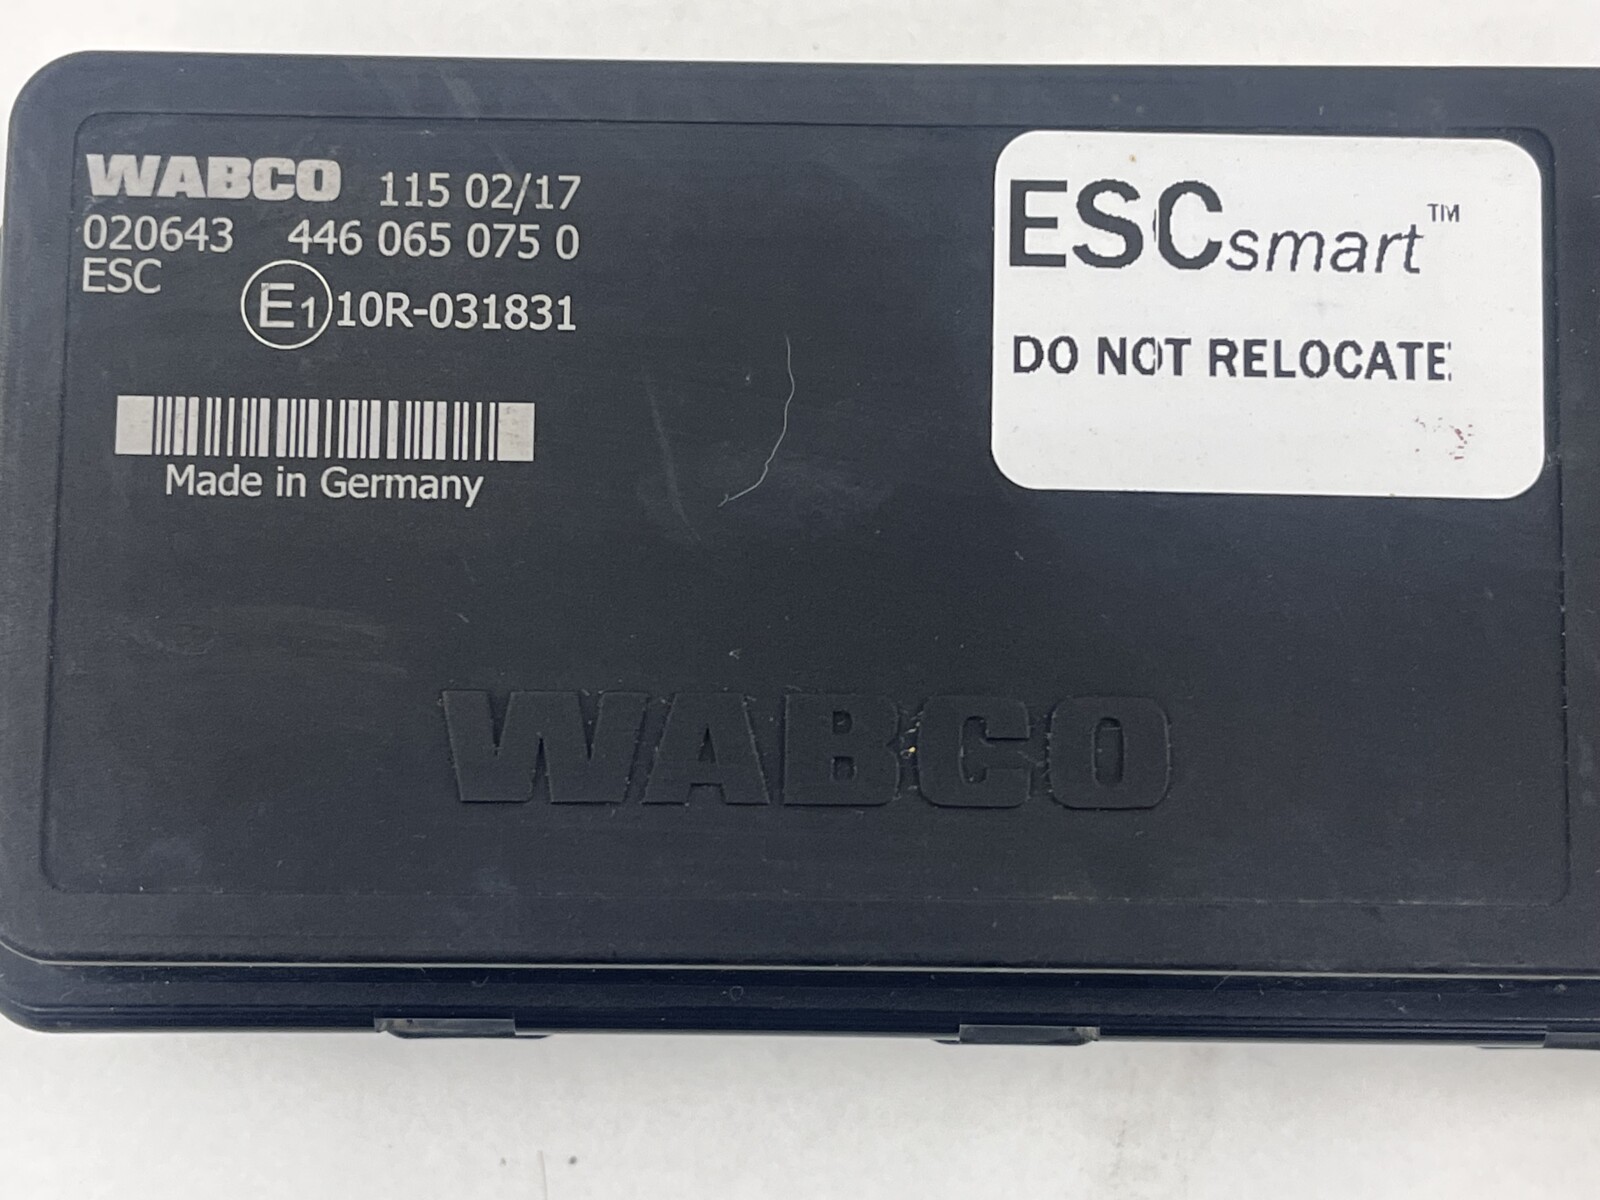 WABCO 115 02/17
020643 446 065 075 0
ESC
E1 10R-031831
Made in Germany
ESCsmart™
DO NOT RELOCATE
WABCO